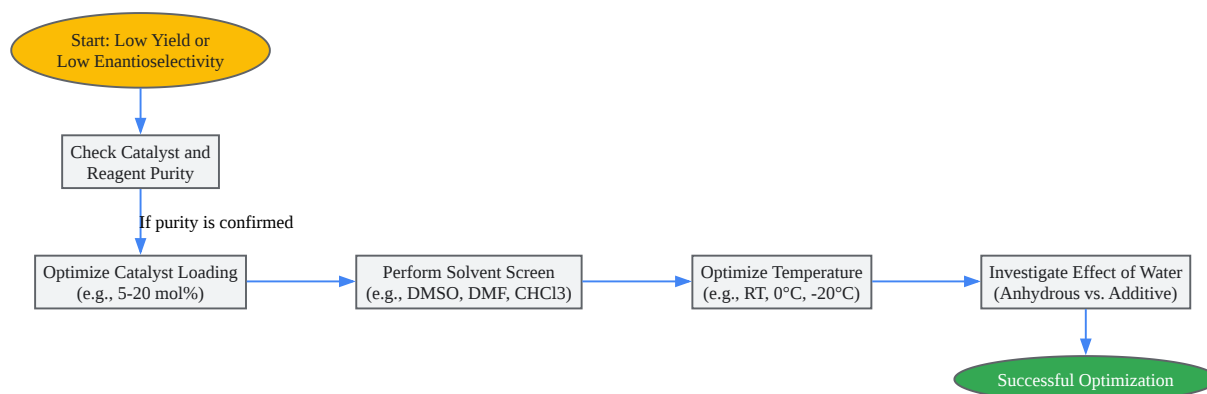 Start: Low Yield or
Low Enantioselectivity
Check Catalyst and
Reagent Purity
If purity is confirmed
Optimize Catalyst Loading
(e.g., 5-20 mol%)
Perform Solvent Screen
(e.g., DMSO, DMF, CHCl3)
Optimize Temperature
(e.g., RT, 0°C, -20°C)
Investigate Effect of Water
(Anhydrous vs. Additive)
Successful Optimization